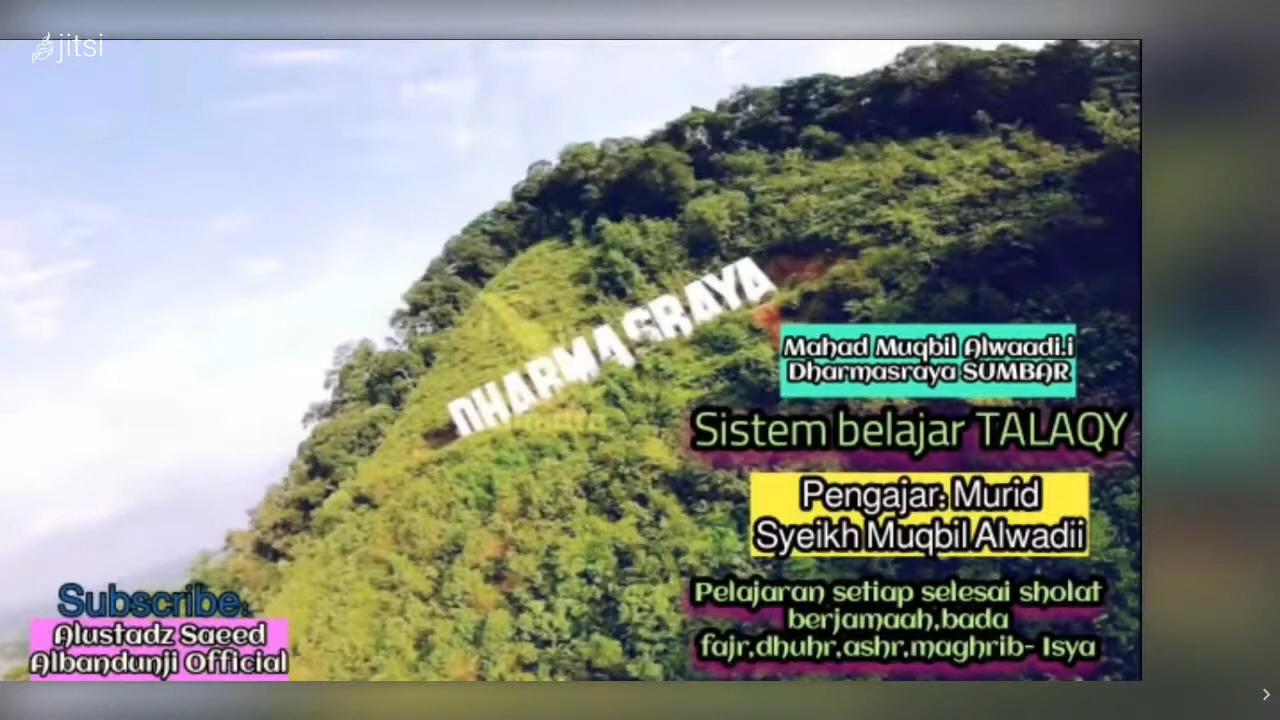 jitsi
DHARMASRAYA
Mahad Muqbil Alwaadi.i
Dharmasraya SUMBAR
Sistem belajar TALAQY
Pengajar: Murid
Syeikh Muqbil Alwadii
Pelajaran setiap selesai sholat
berjamaah,bada
fajr,dhuhr,ashr,maghrib- Isya
Subscribe:
Alustadz Saeed
Albandunji Official